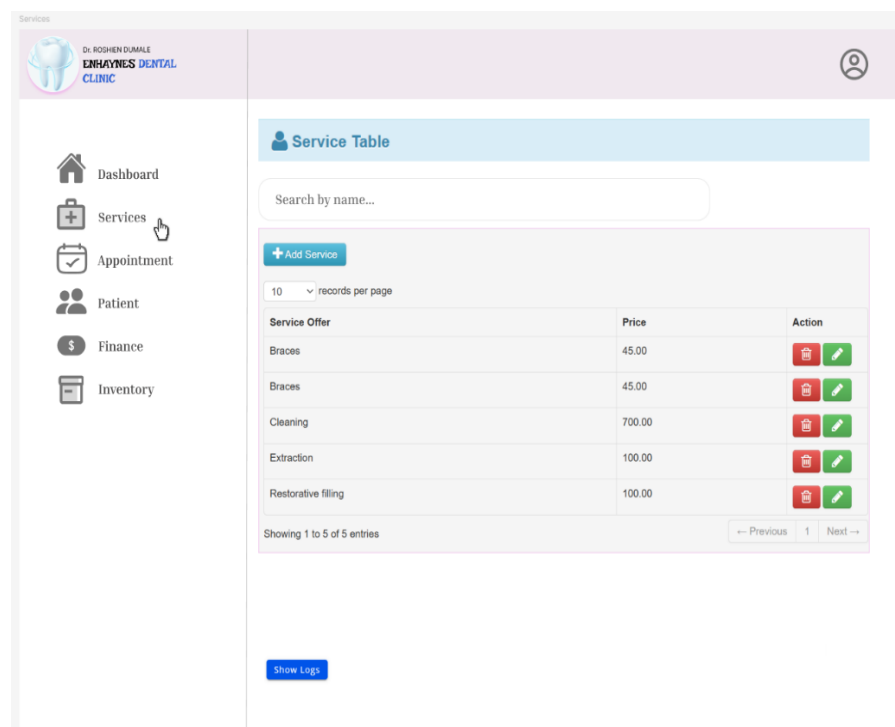 Services
Dr. ROSHIEN DUMALE
ENHAYNES DENTAL
CLINIC
Service Table
Dashboard
Search by name...
Services
Add Service
Appointment
10 records per page
Patient
Service Offer Price Action
Finance
Braces 45.00
Inventory
Braces 45.00
Cleaning 700.00
Extraction 100.00
Restorative filling 100.00
Showing 1 to 5 of 5 entries
← Previous 1 Next →
Show Logs